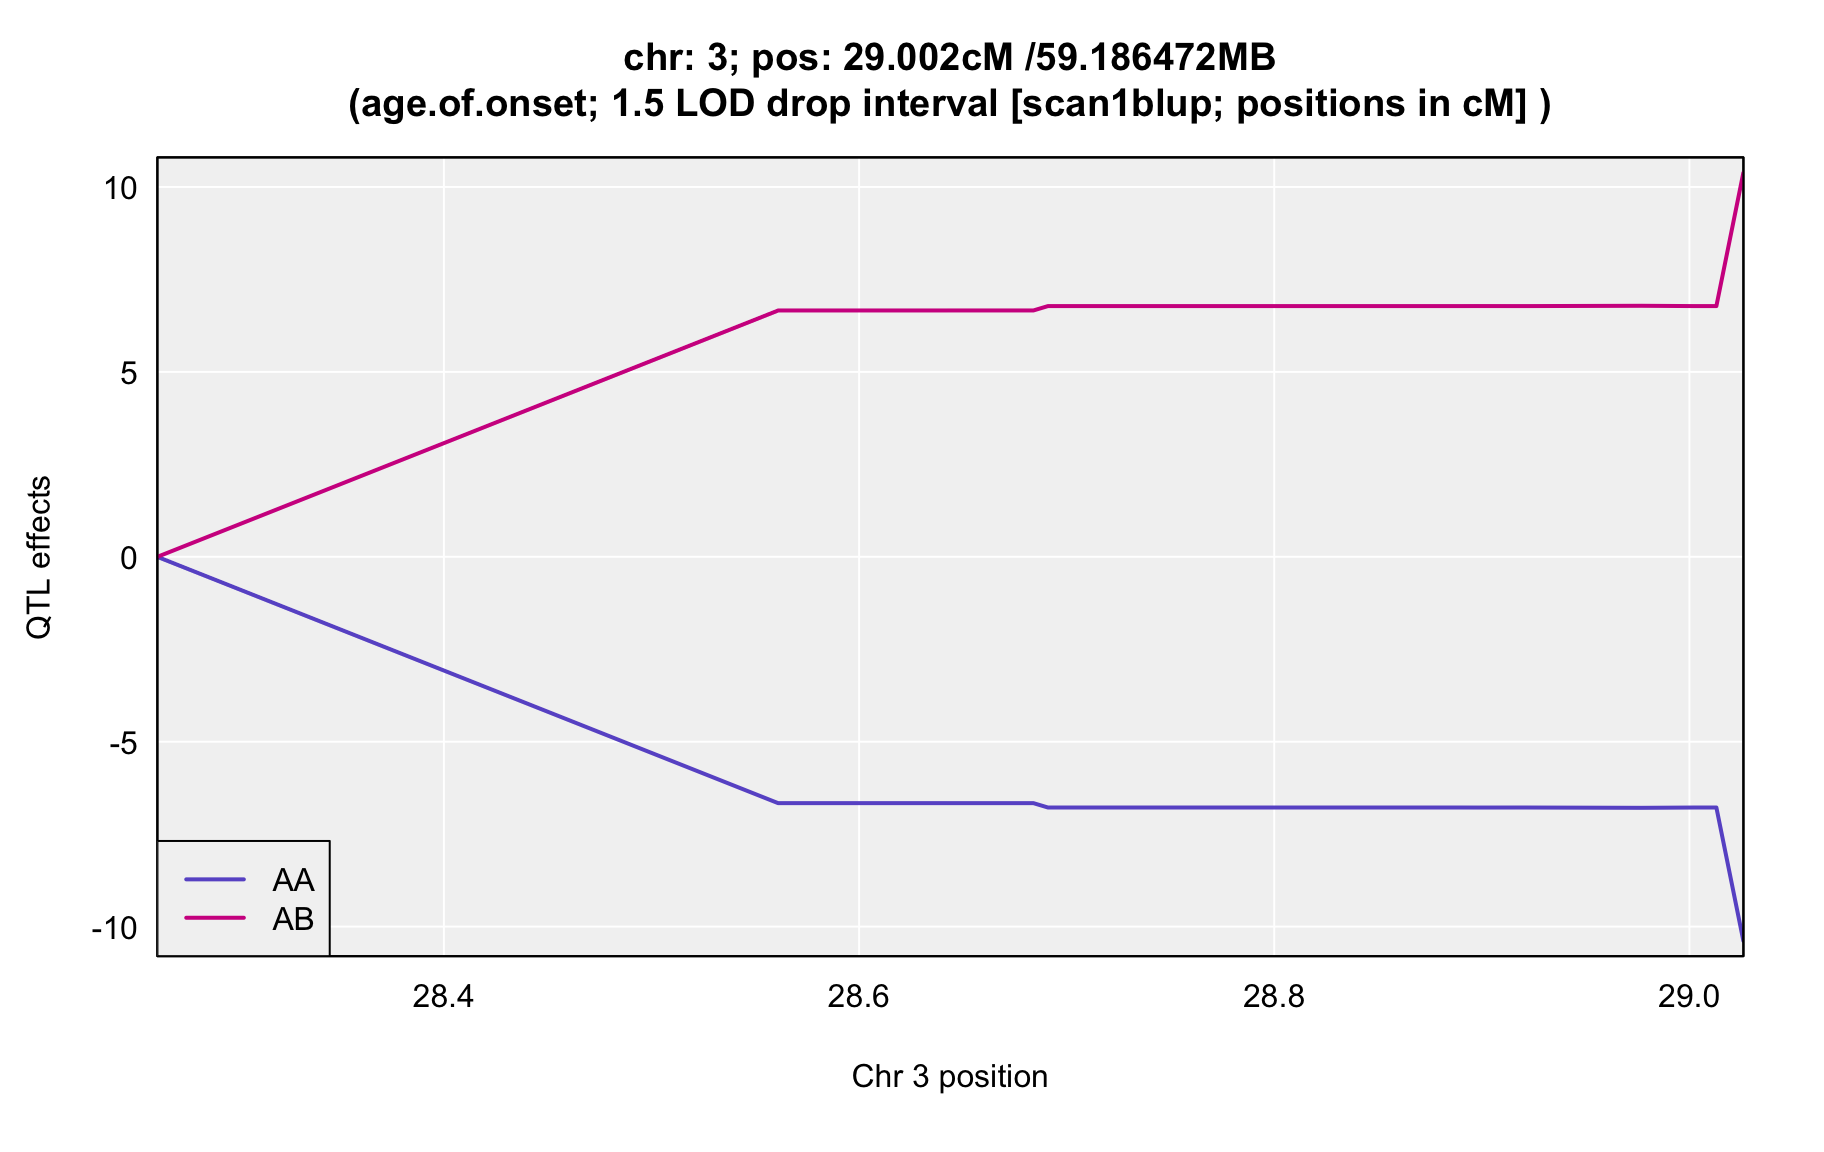 chr: 3; pos: 29.002cM /59.186472MB
(age.of.onset; 1.5 LOD drop interval [scan1blup; positions in cM] )
10
5
0
-5
-10
QTL effects
AA
AB
28.4
28.6
28.8
29.0
Chr 3 position